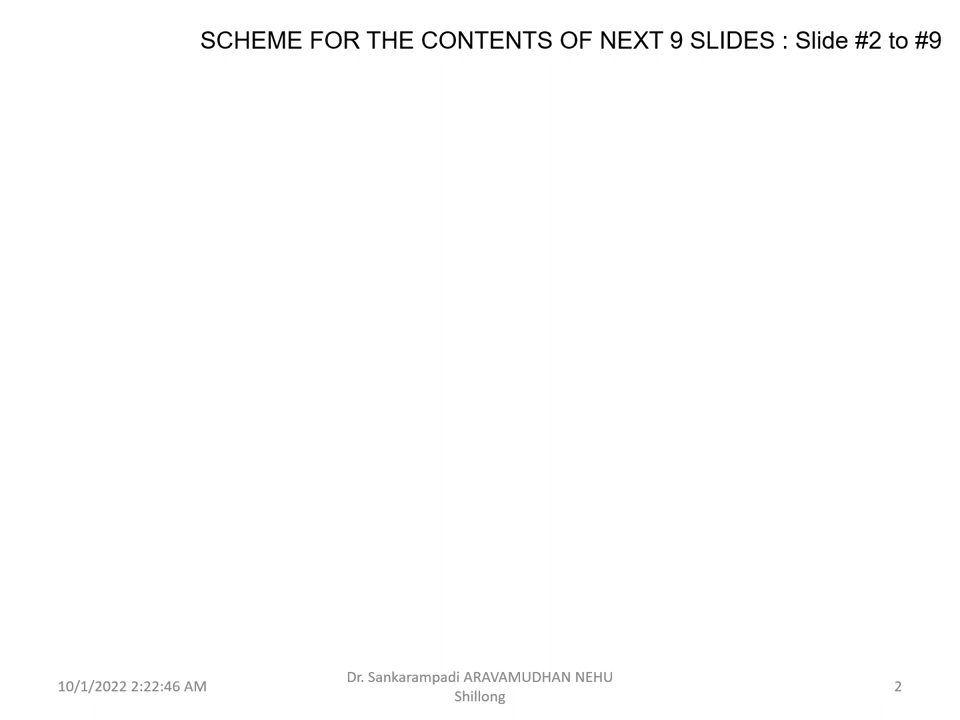 SCHEME FOR THE CONTENTS OF NEXT 9 SLIDES : Slide #2 to #9
10/1/2022 2:22:46 AM
Dr. Sankarampadi ARAVAMUDHAN NEHU
Shillong
2